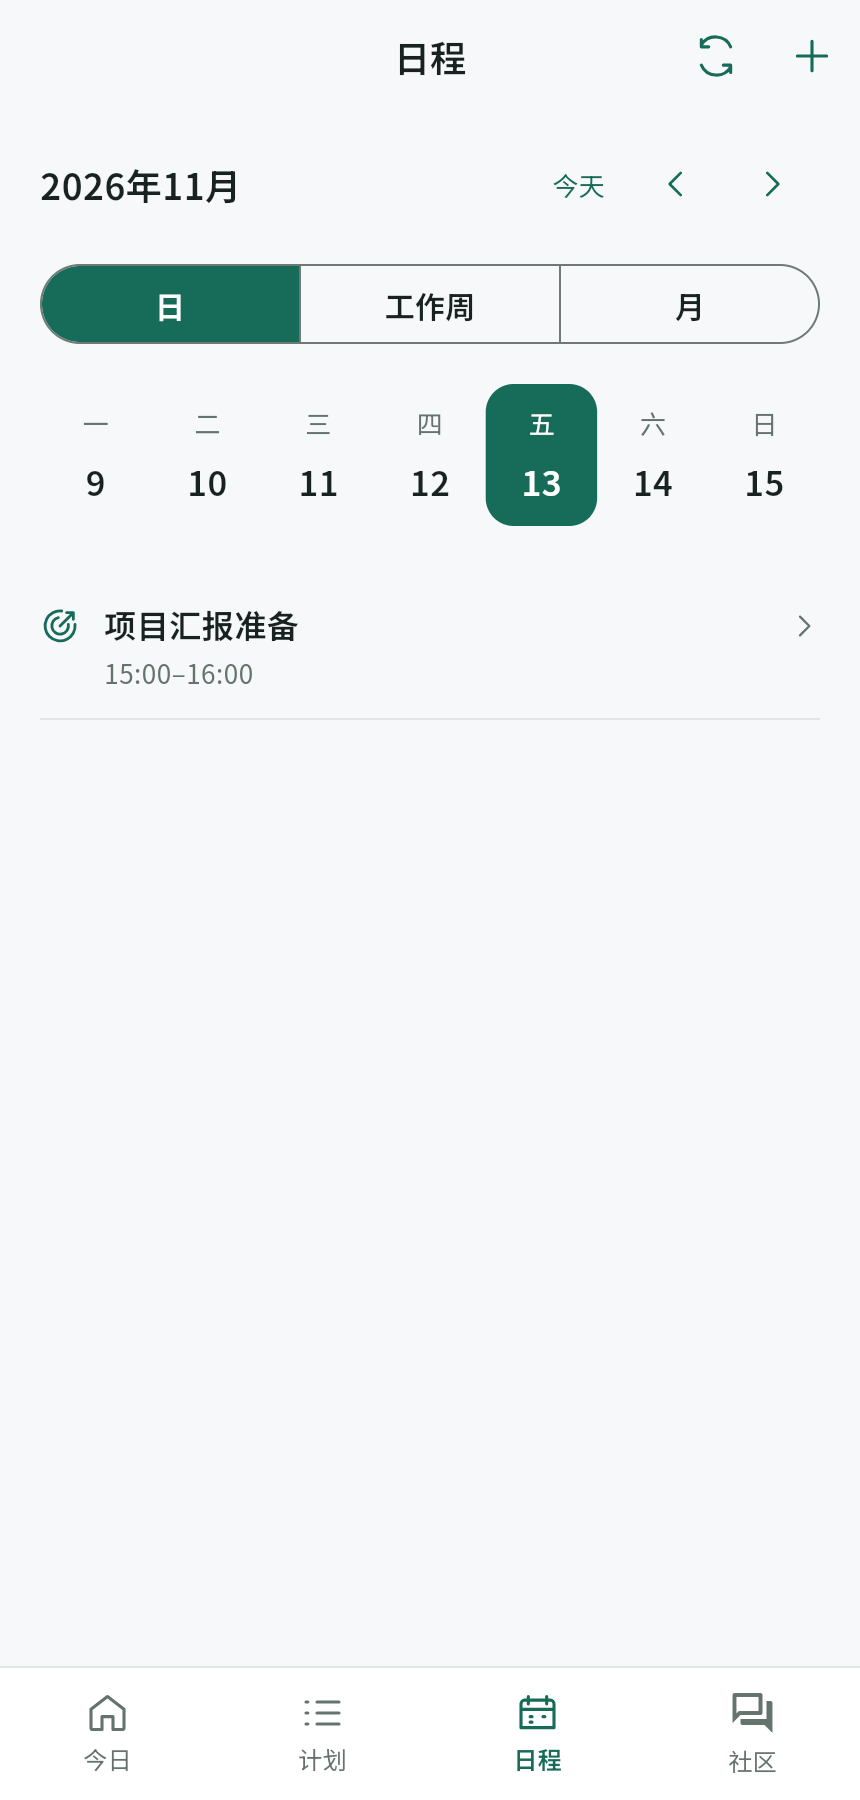 日程
2026年11月 今天
日 工作周 月
一 二 三 四 五 六 日
9 10 11 12 13 14 15
项目汇报准备
15:00–16:00
今日 计划 日程 社区